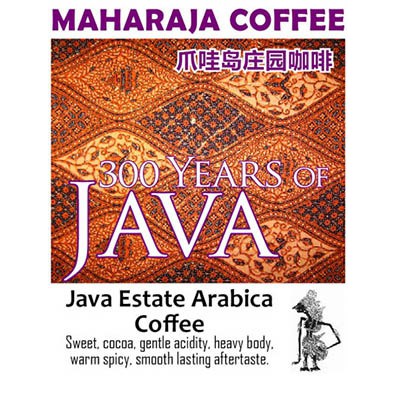 MAHARAJA COFFEE
爪哇岛庄园咖啡
300 YEARS OF
JAVA
Java Estate Arabica
Coffee
Sweet, cocoa, gentle acidity, heavy body,
warm spicy, smooth lasting aftertaste.